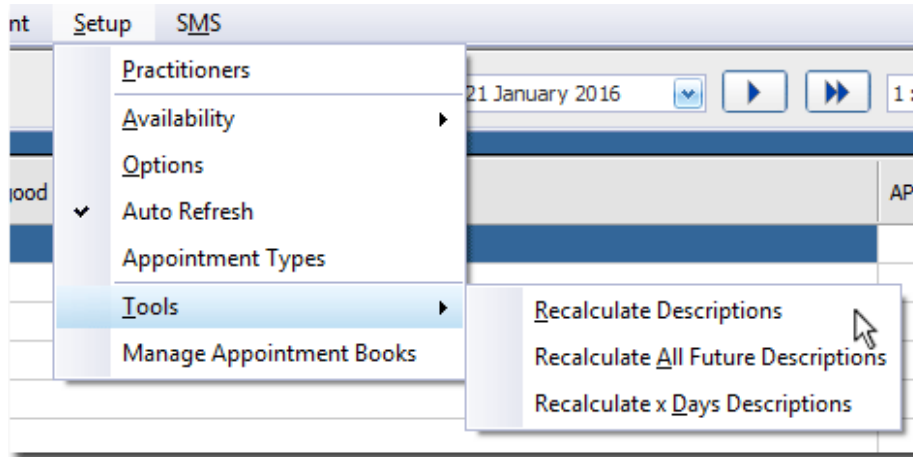 nt Setup SMS
Practitioners
21 January 2016
1 :
Availability
Options
good
AP
Auto Refresh
Appointment Types
Tools
Recalculate Descriptions
Manage Appointment Books
Recalculate All Future Descriptions
Recalculate x Days Descriptions